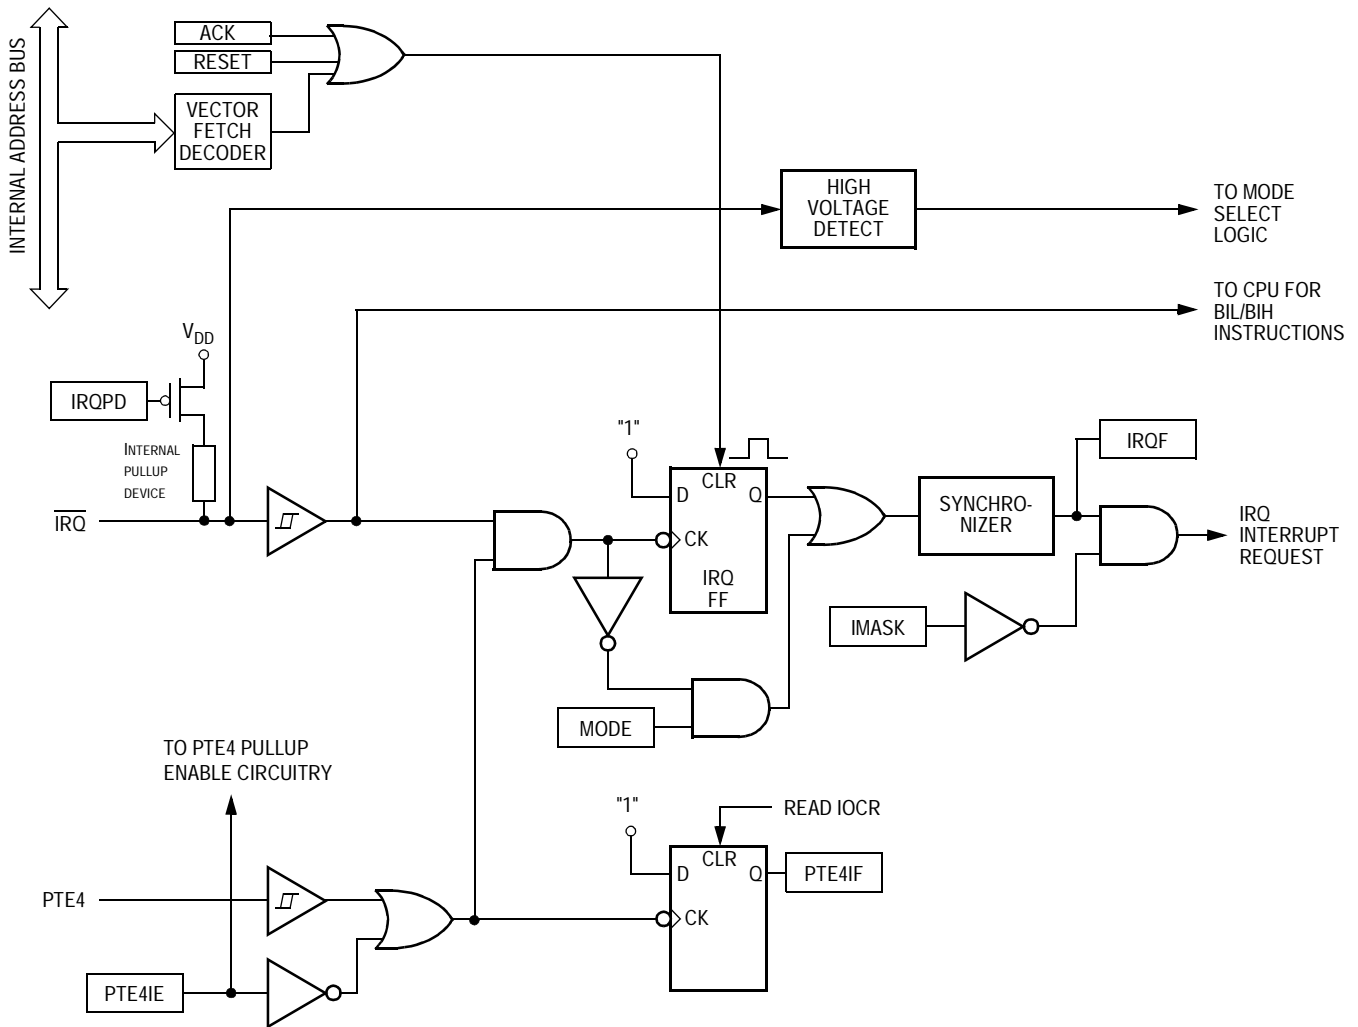 INTERNAL ADDRESS BUS
ACK
RESET
VECTOR
FETCH
DECODER
HIGH
VOLTAGE
DETECT
TO MODE
SELECT
LOGIC
TO CPU FOR
BIL/BIH
INSTRUCTIONS
VDD
IRQPD
INTERNAL
PULLUP
DEVICE
IRQ
"1"
D
CLR
Q
CK
IRQ
FF
SYNCHRO-
NIZER
IRQF
IRQ
INTERRUPT
REQUEST
IMASK
MODE
TO PTE4 PULLUP
ENABLE CIRCUITRY
"1"
READ IOCR
D
CLR
Q
CK
PTE4IF
PTE4
PTE4IE